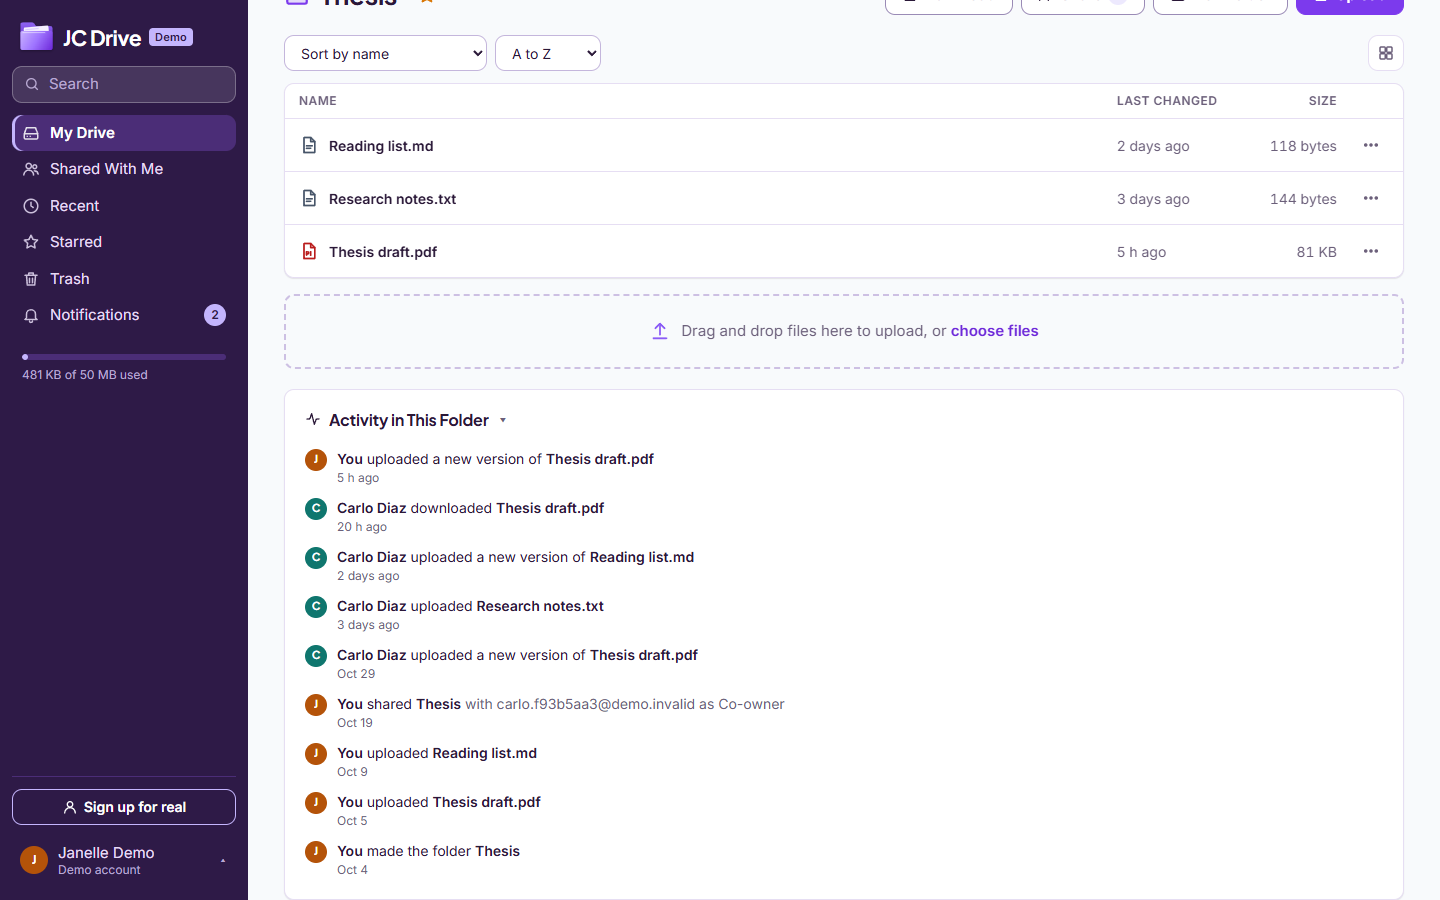 JC Drive Demo
Search
My Drive
Shared With Me
Recent
Starred
Trash
Notifications 2
481 KB of 50 MB used
Sign up for real
J Janelle Demo
Demo account
Thesis
Sort by name A to Z
NAME LAST CHANGED SIZE
Reading list.md 2 days ago 118 bytes
Research notes.txt 3 days ago 144 bytes
Thesis draft.pdf 5 h ago 81 KB
Drag and drop files here to upload, or choose files
Activity in This Folder
J You uploaded a new version of Thesis draft.pdf
5 h ago
C Carlo Diaz downloaded Thesis draft.pdf
20 h ago
C Carlo Diaz uploaded a new version of Reading list.md
2 days ago
C Carlo Diaz uploaded Research notes.txt
3 days ago
C Carlo Diaz uploaded a new version of Thesis draft.pdf
Oct 29
J You shared Thesis with carlo.f93b5aa3@demo.invalid as Co-owner
Oct 19
J You uploaded Reading list.md
Oct 9
J You uploaded Thesis draft.pdf
Oct 5
J You made the folder Thesis
Oct 4